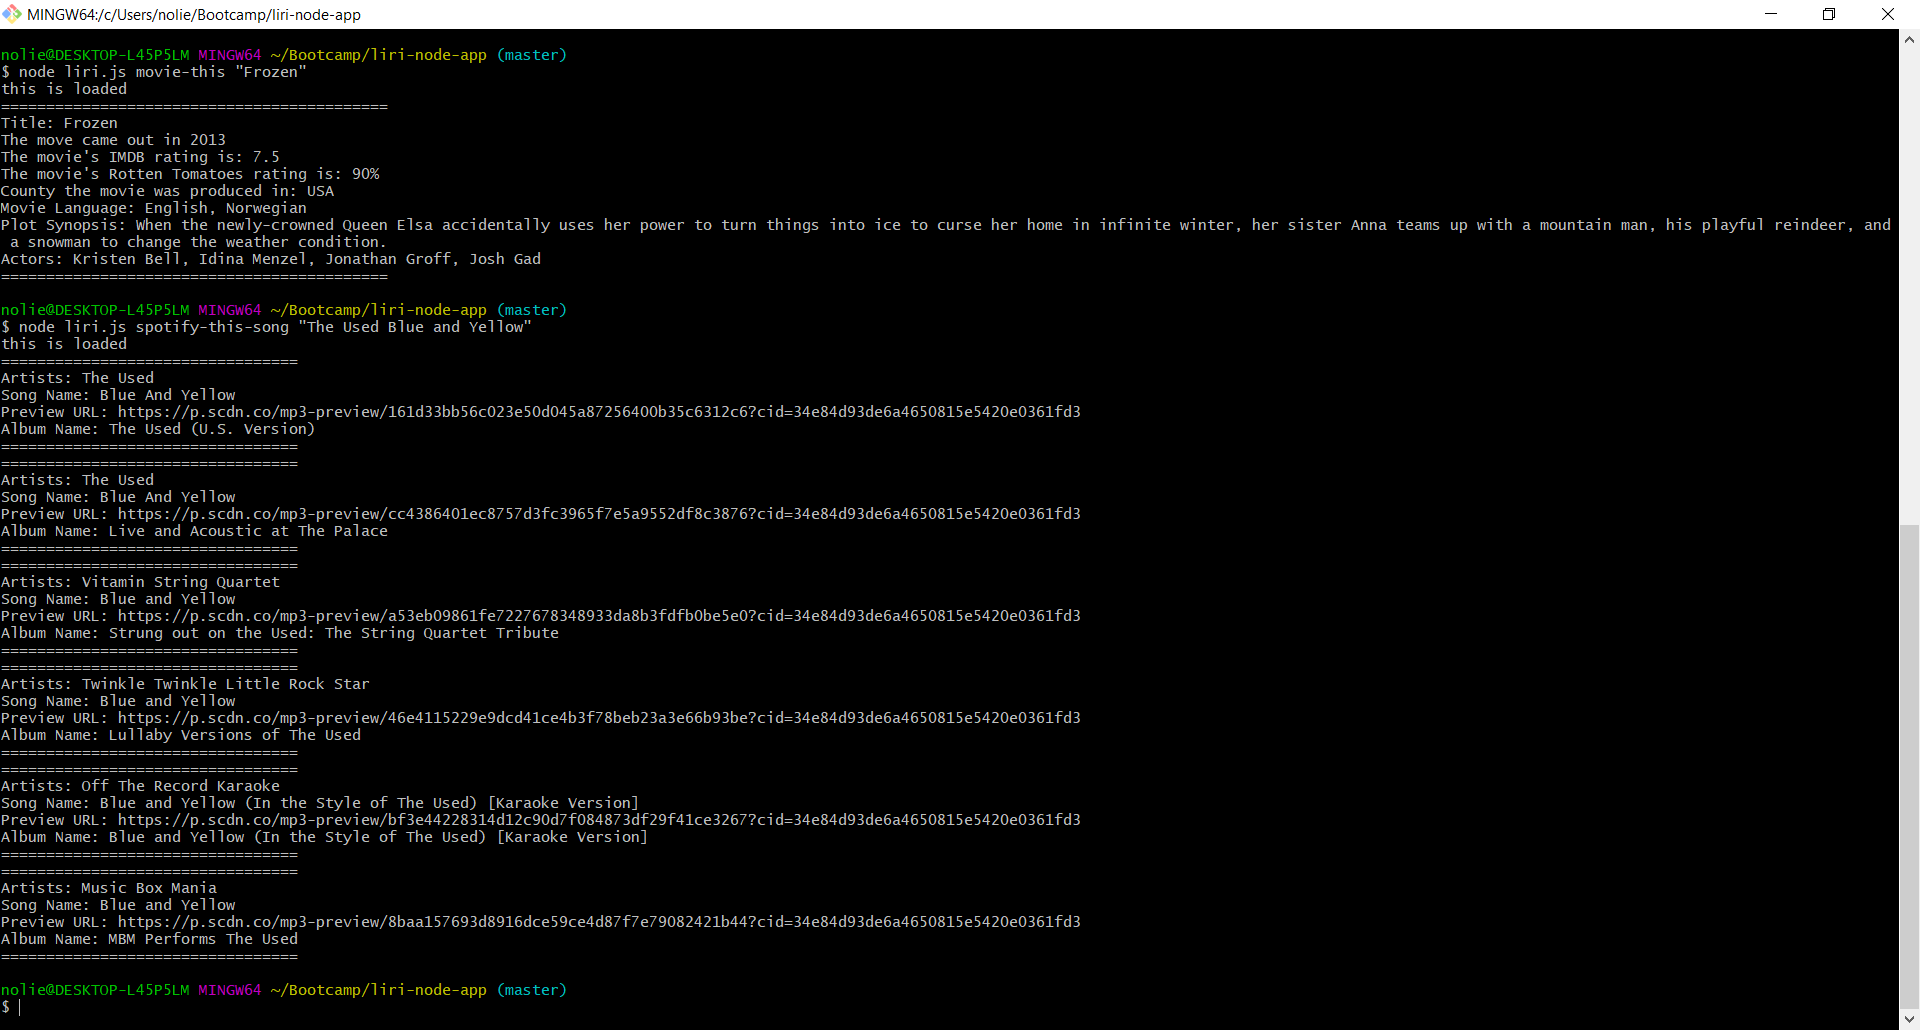 MINGW64:/c/Users/nolie/Bootcamp/liri-node-app
nolie@DESKTOP-L45P5LM MINGW64 ~/Bootcamp/liri-node-app (master)
$ node liri.js movie-this "Frozen"
this is loaded
===========================================
Title: Frozen
The move came out in 2013
The movie's IMDB rating is: 7.5
The movie's Rotten Tomatoes rating is: 90%
County the movie was produced in: USA
Movie Language: English, Norwegian
Plot Synopsis: When the newly-crowned Queen Elsa accidentally uses her power to turn things into ice to curse her home in infinite winter, her sister Anna teams up with a mountain man, his playful reindeer, and
 a snowman to change the weather condition.
Actors: Kristen Bell, Idina Menzel, Jonathan Groff, Josh Gad
===========================================
nolie@DESKTOP-L45P5LM MINGW64 ~/Bootcamp/liri-node-app (master)
$ node liri.js spotify-this-song "The Used Blue and Yellow"
this is loaded
=================================
Artists: The Used
Song Name: Blue And Yellow
Preview URL: https://p.scdn.co/mp3-preview/161d33bb56c023e50d045a87256400b35c6312c6?cid=34e84d93de6a4650815e5420e0361fd3
Album Name: The Used (U.S. Version)
=================================
=================================
Artists: The Used
Song Name: Blue And Yellow
Preview URL: https://p.scdn.co/mp3-preview/cc4386401ec8757d3fc3965f7e5a9552df8c3876?cid=34e84d93de6a4650815e5420e0361fd3
Album Name: Live and Acoustic at The Palace
=================================
=================================
Artists: Vitamin String Quartet
Song Name: Blue and Yellow
Preview URL: https://p.scdn.co/mp3-preview/a53eb09861fe7227678348933da8b3fdfb0be5e0?cid=34e84d93de6a4650815e5420e0361fd3
Album Name: Strung out on the Used: The String Quartet Tribute
=================================
=================================
Artists: Twinkle Twinkle Little Rock Star
Song Name: Blue and Yellow
Preview URL: https://p.scdn.co/mp3-preview/46e4115229e9dcd41ce4b3f78beb23a3e66b93be?cid=34e84d93de6a4650815e5420e0361fd3
Album Name: Lullaby Versions of The Used
=================================
=================================
Artists: Off The Record Karaoke
Song Name: Blue and Yellow (In the Style of The Used) [Karaoke Version]
Preview URL: https://p.scdn.co/mp3-preview/bf3e44228314d12c90d7f084873df29f41ce3267?cid=34e84d93de6a4650815e5420e0361fd3
Album Name: Blue and Yellow (In the Style of The Used) [Karaoke Version]
=================================
=================================
Artists: Music Box Mania
Song Name: Blue and Yellow
Preview URL: https://p.scdn.co/mp3-preview/8baa157693d8916dce59ce4d87f7e79082421b44?cid=34e84d93de6a4650815e5420e0361fd3
Album Name: MBM Performs The Used
=================================
nolie@DESKTOP-L45P5LM MINGW64 ~/Bootcamp/liri-node-app (master)
$